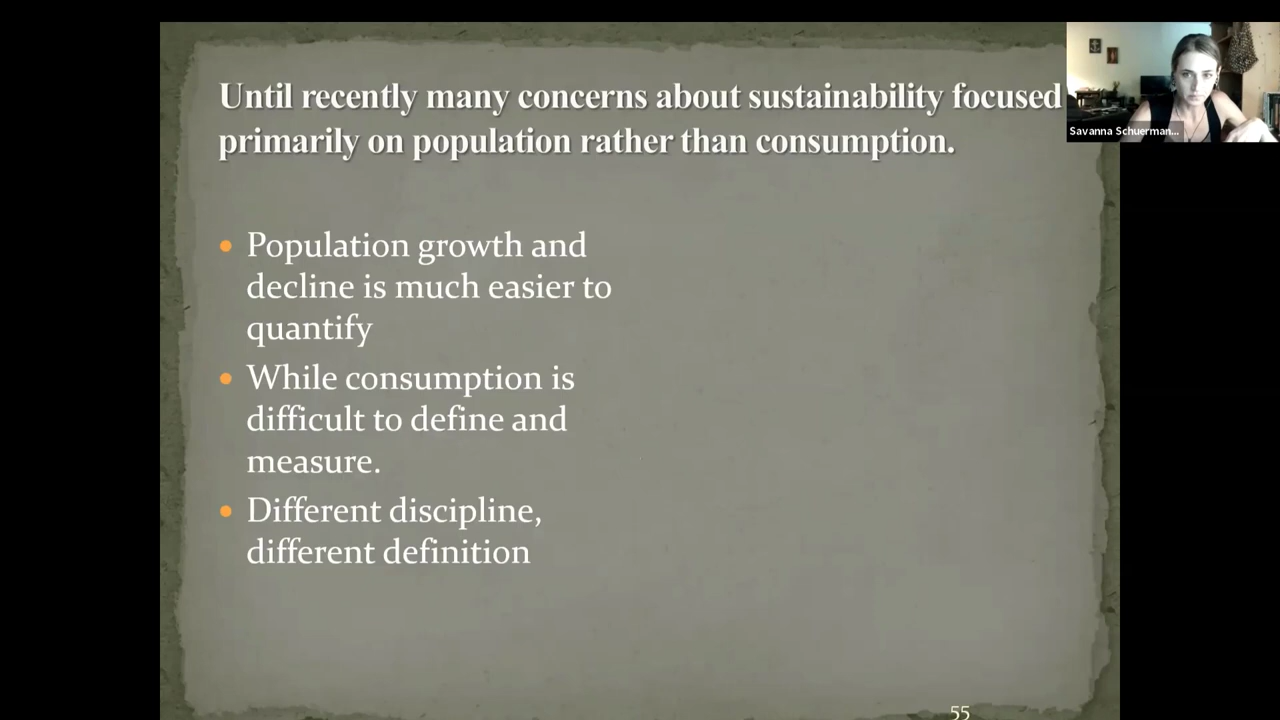 Until recently many concerns about sustainability focused
primarily on population rather than consumption.
Savanna Schuerman...
• Population growth and
decline is much easier to
quantify
• While consumption is
difficult to define and
measure.
• Different discipline,
different definition
55